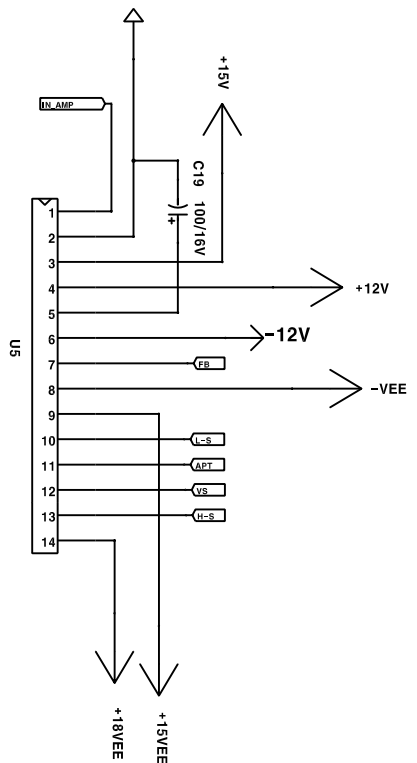 +15V
IN_AMP
C19
100/16V
+
1
2
3
4
+12V
5
6
-12V
U5
7
FB
8
-VEE
9
10
L-S
11
APT
12
VS
13
H-S
14
+18VEE
+15VEE